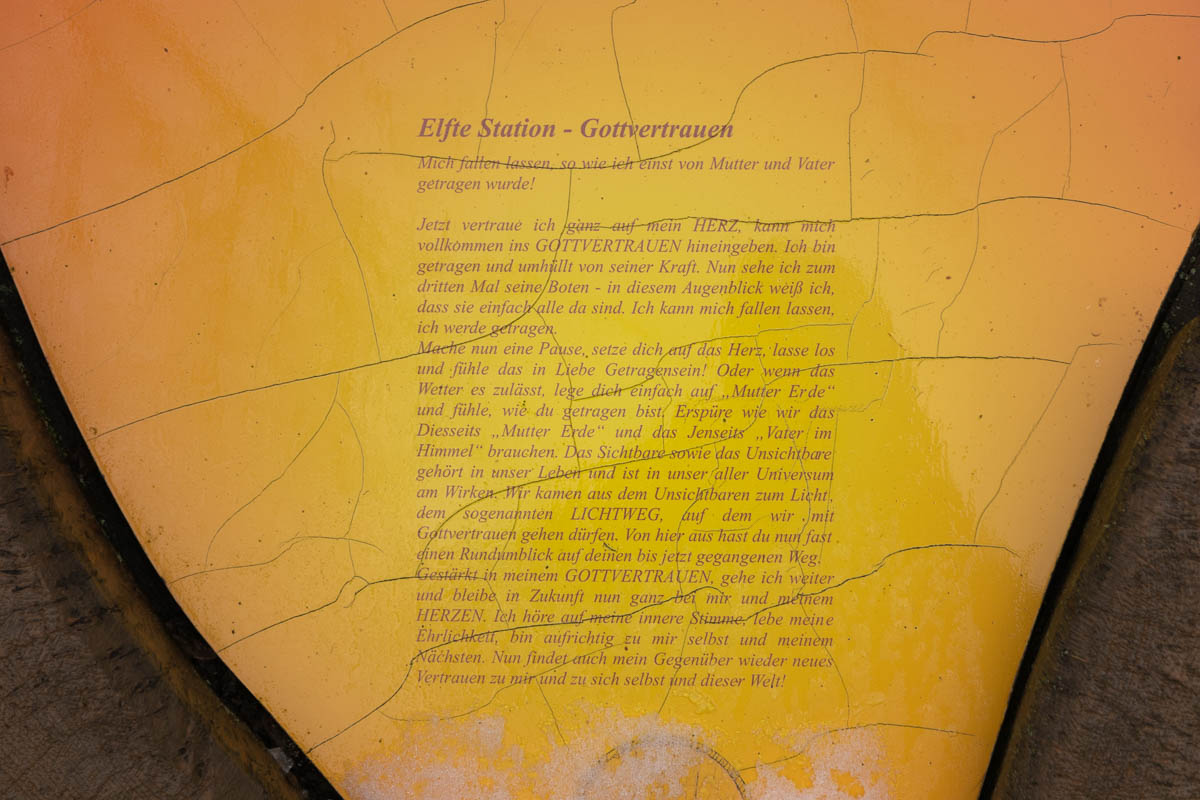 Elfte Station - Gottvertrauen
Mich fallen lassen, so wie ich einst von Mutter und Vater
getragen wurde!
Jetzt vertraue ich ganz auf mein HERZ, kann mich
vollkommen ins GOTTVERTRAUEN hineingeben. Ich bin
getragen und umhüllt von seiner Kraft. Nun sehe ich zum
dritten Mal seine Boten - in diesem Augenblick weiß ich,
dass sie einfach alle da sind. Ich kann mich fallen lassen,
ich werde getragen.
Mache nun eine Pause, setze dich auf das Herz, lasse los
und fühle das in Liebe Getragensein! Oder wenn das
Wetter es zulässt, lege dich einfach auf „Mutter Erde“
und fühle, wie du getragen bist. Erspüre wie wir das
Diesseits „Mutter Erde“ und das Jenseits „Vater im
Himmel“ brauchen. Das Sichtbare sowie das Unsichtbare
gehört in unser Leben und ist in unser aller Universum
am Wirken. Wir kamen aus dem Unsichtbaren zum Licht,
dem sogenannten LICHTWEG, auf dem wir mit
Gottvertrauen gehen dürfen. Von hier aus hast du nun fast
einen Rundumblick auf deinen bis jetzt gegangenen Weg.
Gestärkt in meinem GOTTVERTRAUEN, gehe ich weiter
und bleibe in Zukunft nun ganz bei mir und meinem
HERZEN. Ich höre auf meine innere Stimme, lebe meine
Ehrlichkeit, bin aufrichtig zu mir selbst und meinem
Nächsten. Nun findet auch mein Gegenüber wieder neues
Vertrauen zu mir und zu sich selbst und dieser Welt!